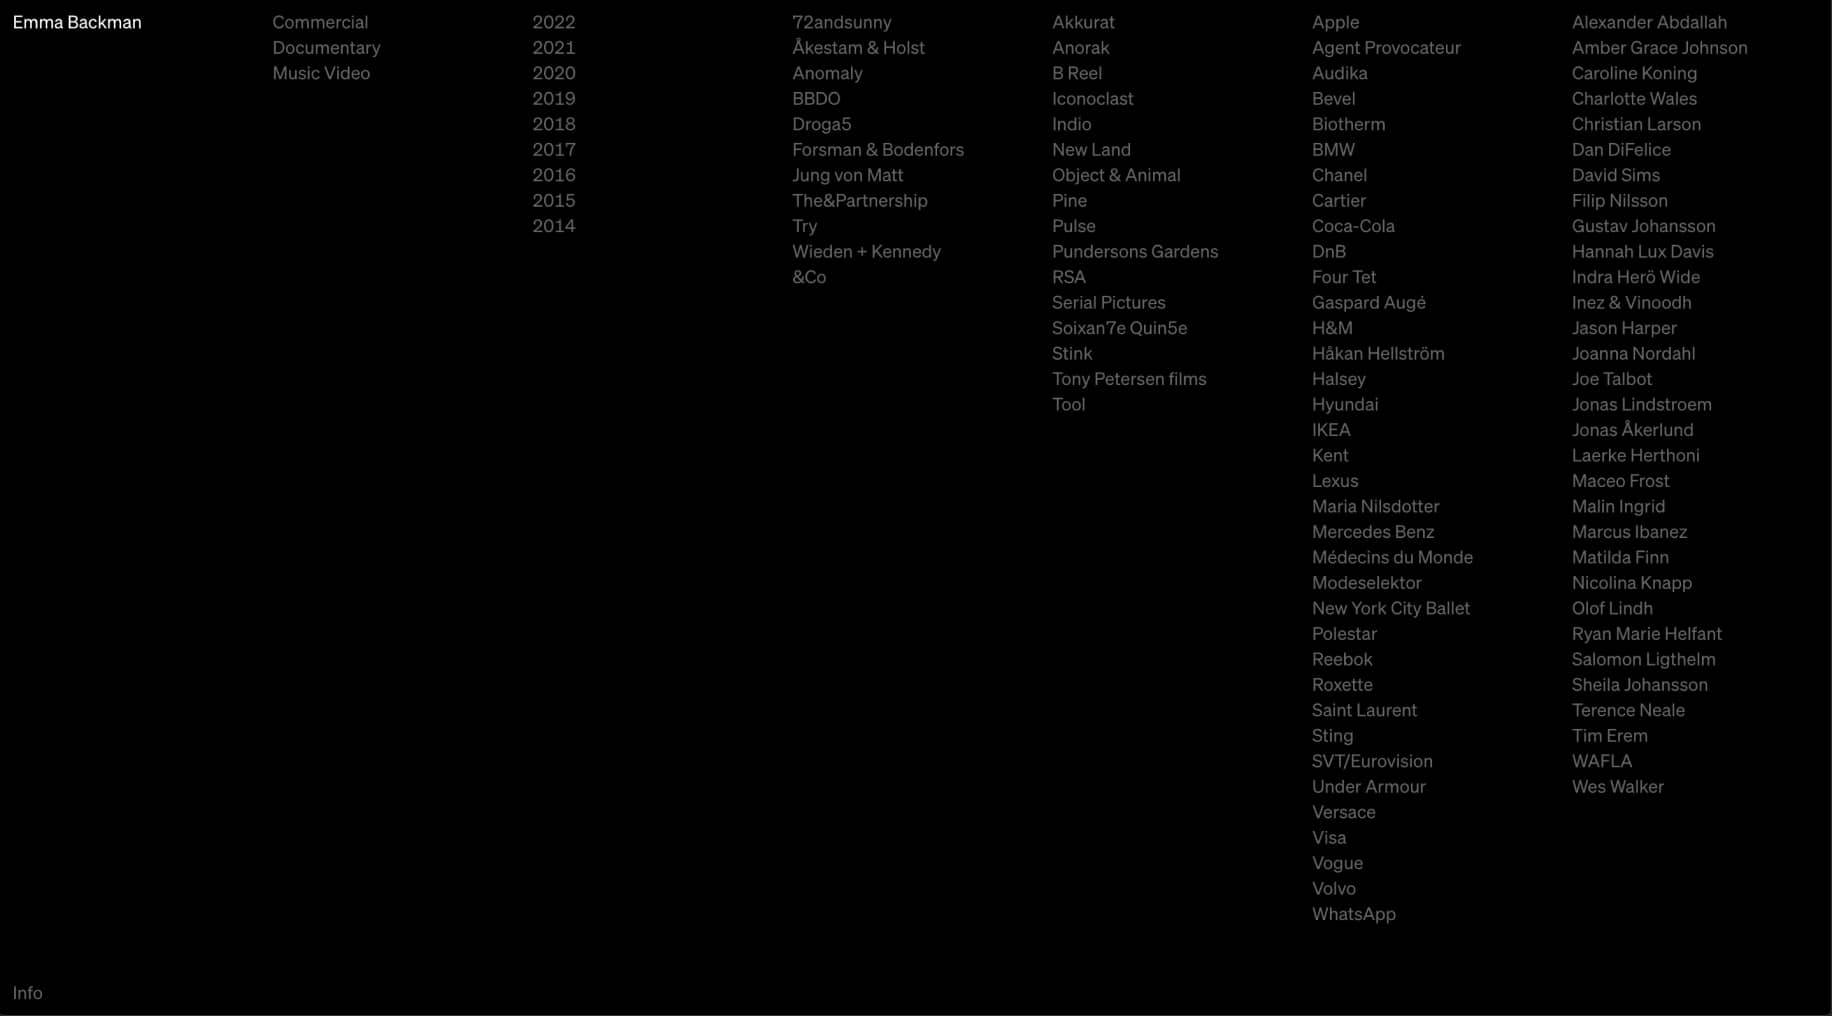 Emma Backman
Commercial
Documentary
Music Video
2022
2021
2020
2019
2018
2017
2016
2015
2014
72andsunny
Åkestam & Holst
Anomaly
BBDO
Droga5
Forsman & Bodenfors
Jung von Matt
The&Partnership
Try
Wieden + Kennedy
&Co
Akkurat
Anorak
B Reel
Iconoclast
Indio
New Land
Object & Animal
Pine
Pulse
Pundersons Gardens
RSA
Serial Pictures
Soixan7e Quin5e
Stink
Tony Petersen films
Tool
Apple
Agent Provocateur
Audika
Bevel
Biotherm
BMW
Chanel
Cartier
Coca-Cola
DnB
Four Tet
Gaspard Augé
H&M
Håkan Hellström
Halsey
Hyundai
IKEA
Kent
Lexus
Maria Nilsdotter
Mercedes Benz
Médecins du Monde
Modeselektor
New York City Ballet
Polestar
Reebok
Roxette
Saint Laurent
Sting
SVT/Eurovision
Under Armour
Versace
Visa
Vogue
Volvo
WhatsApp
Alexander Abdallah
Amber Grace Johnson
Caroline Koning
Charlotte Wales
Christian Larson
Dan DiFelice
David Sims
Filip Nilsson
Gustav Johansson
Hannah Lux Davis
Indra Herö Wide
Inez & Vinoodh
Jason Harper
Joanna Nordahl
Joe Talbot
Jonas Lindstroem
Jonas Åkerlund
Laerke Herthoni
Maceo Frost
Malin Ingrid
Marcus Ibanez
Matilda Finn
Nicolina Knapp
Olof Lindh
Ryan Marie Helfant
Salomon Ligthelm
Sheila Johansson
Terence Neale
Tim Erem
WAFLA
Wes Walker
Info